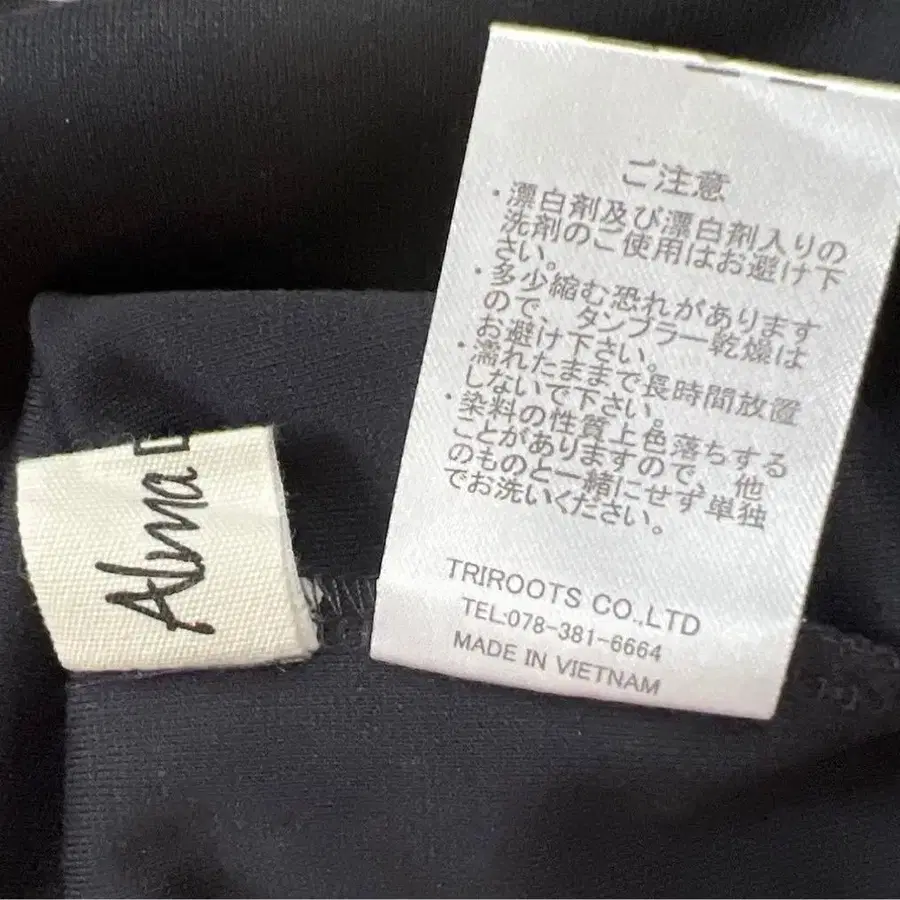 ご注意
・漂白剤及び漂白剤入りの
洗剤のご使用はお避け下
さい。
・多少縮む恐れがあります
ので、タンブラー乾燥は
お避け下さい。
・濡れたままで長時間放置
しないで下さい。
・染料の性質上色落ちする
ことがありますので、他
のものと一緒にせず単独
でお洗いください。
TRIROOTS CO.,LTD
TEL:078-381-6664
MADE IN VIETNAM
Alma